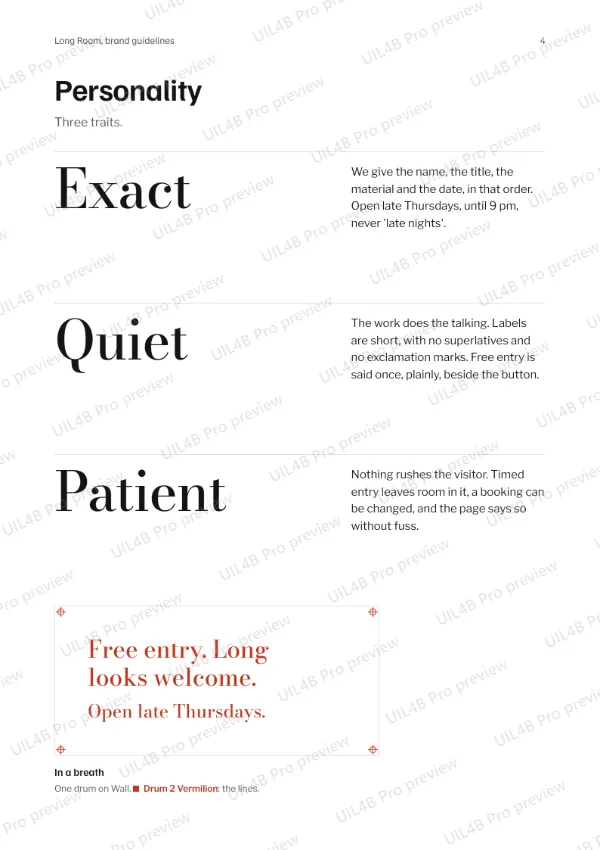 Long Room, brand guidelines
4
Personality
Three traits.
Exact
We give the name, the title, the
material and the date, in that order.
Open late Thursdays, until 9 pm,
never 'late nights'.
Quiet
The work does the talking. Labels
are short, with no superlatives and
no exclamation marks. Free entry is
said once, plainly, beside the button.
Patient
Nothing rushes the visitor. Timed
entry leaves room in it, a booking can
be changed, and the page says so
without fuss.
Free entry. Long
looks welcome.
Open late Thursdays.
In a breath
One drum on Wall. Drum 2 Vermilion: the lines.
UIL4B Pro preview